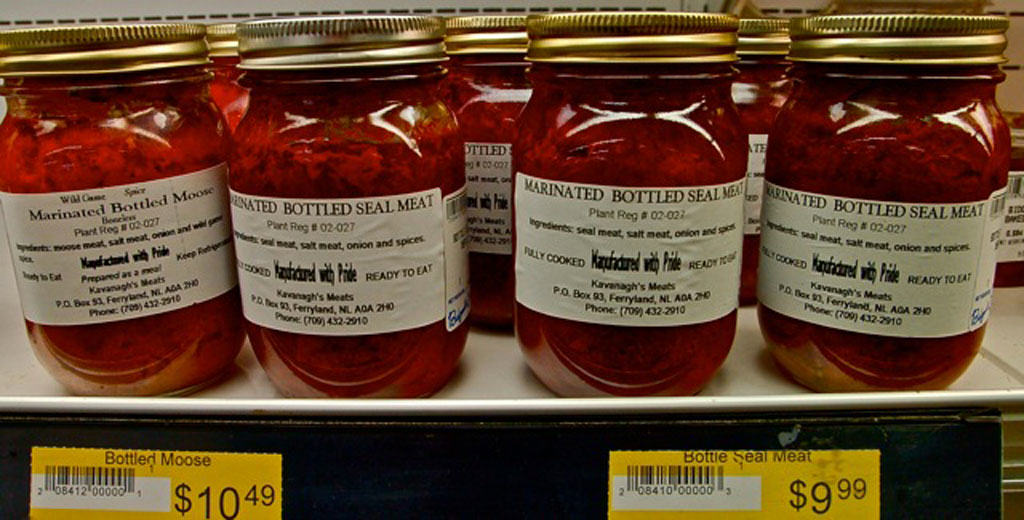 Wild Game Spice
Marinated Bottled Moose
Boneless
Plant Reg # 02-027
Ingredients: moose meat, salt meat, onion and wild game
spice.
Manufactured with Pride
Keep Refrigerated
Ready to Eat
Prepared as a meal
Kavanagh's Meats
P.O. Box 93, Ferryland, NL A0A 2H0
Phone: (709) 432-2910
MARINATED BOTTLED SEAL MEAT
Plant Reg # 02-027
Ingredients: seal meat, salt meat, onion and spices.
FULLY COOKED Manufactured with Pride READY TO EAT
Kavanagh's Meats
P.O. Box 93, Ferryland, NL A0A 2H0
Phone: (709) 432-2910
MARINATED BOTTLED SEAL MEAT
Plant Reg # 02-027
Ingredients: seal meat, salt meat, onion and spices.
FULLY COOKED Manufactured with Pride READY TO EAT
Kavanagh's Meats
P.O. Box 93, Ferryland, NL A0A 2H0
Phone: (709) 432-2910
MARINATED BOTTLED SEAL MEAT
Plant Reg # 02-027
Ingredients: seal meat, salt meat, onion and spices.
FULLY COOKED Manufactured with Pride READY TO EAT
Kavanagh's Meats
P.O. Box 93, Ferryland, NL A0A 2H0
Phone: (709) 432-2910
Bottled Moose
2 08412 00000 1
$10 49
Bottle Seal Meat
2 08410 00000 3
$9 99